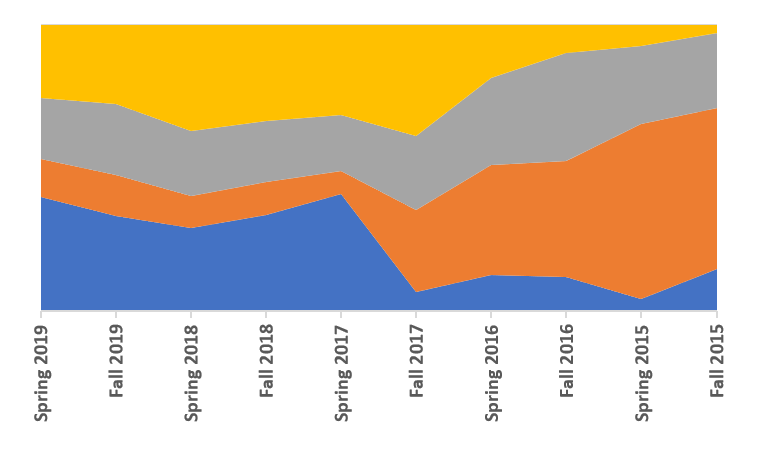 Spring 2019
Fall 2019
Spring 2018
Fall 2018
Spring 2017
Fall 2017
Spring 2016
Fall 2016
Spring 2015
Fall 2015